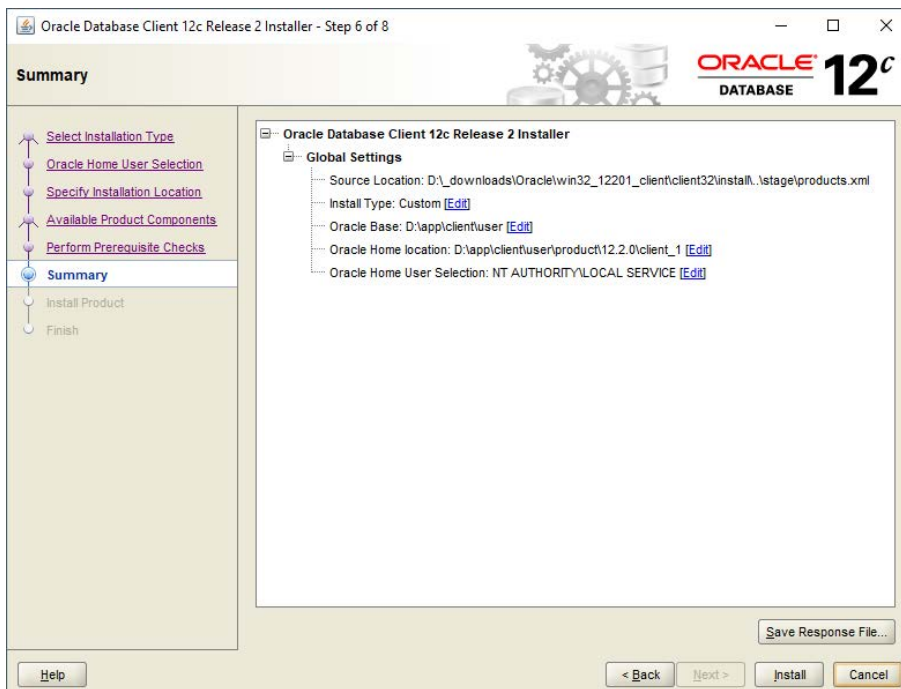 Oracle Database Client 12c Release 2 Installer - Step 6 of 8
Summary
ORACLE®
DATABASE
12c
Select Installation Type
Oracle Home User Selection
Specify Installation Location
Available Product Components
Perform Prerequisite Checks
Summary
Install Product
Finish
Oracle Database Client 12c Release 2 Installer
Global Settings
Source Location: D:\_downloads\Oracle\win32_12201_client\client32\install\..\stage\products.xml
Install Type: Custom [Edit]
Oracle Base: D:\app\client\user [Edit]
Oracle Home location: D:\app\client\user\product\12.2.0\client_1 [Edit]
Oracle Home User Selection: NT AUTHORITY\LOCAL SERVICE [Edit]
Save Response File...
Help
< Back
Next >
Install
Cancel